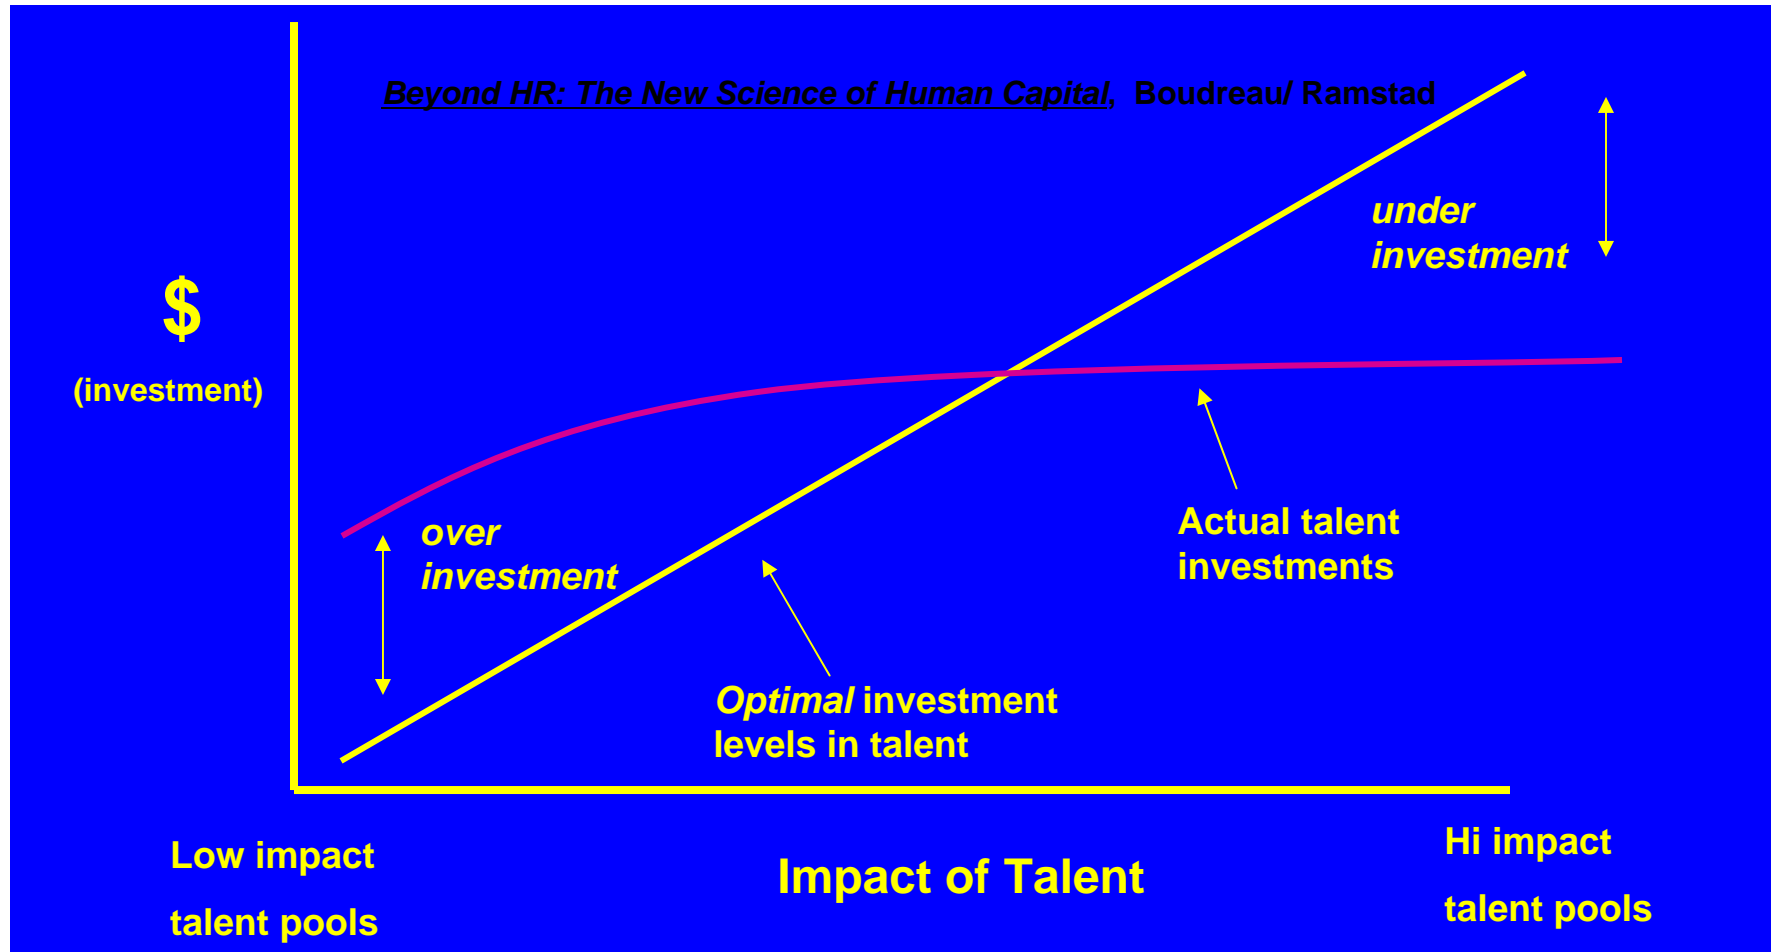 Beyond HR: The New Science of Human Capital, Boudreau/ Ramstad
under
investment
$
(investment)
over
investment
Actual talent
investments
Optimal investment
levels in talent
Low impact
talent pools
Impact of Talent
Hi impact
talent pools